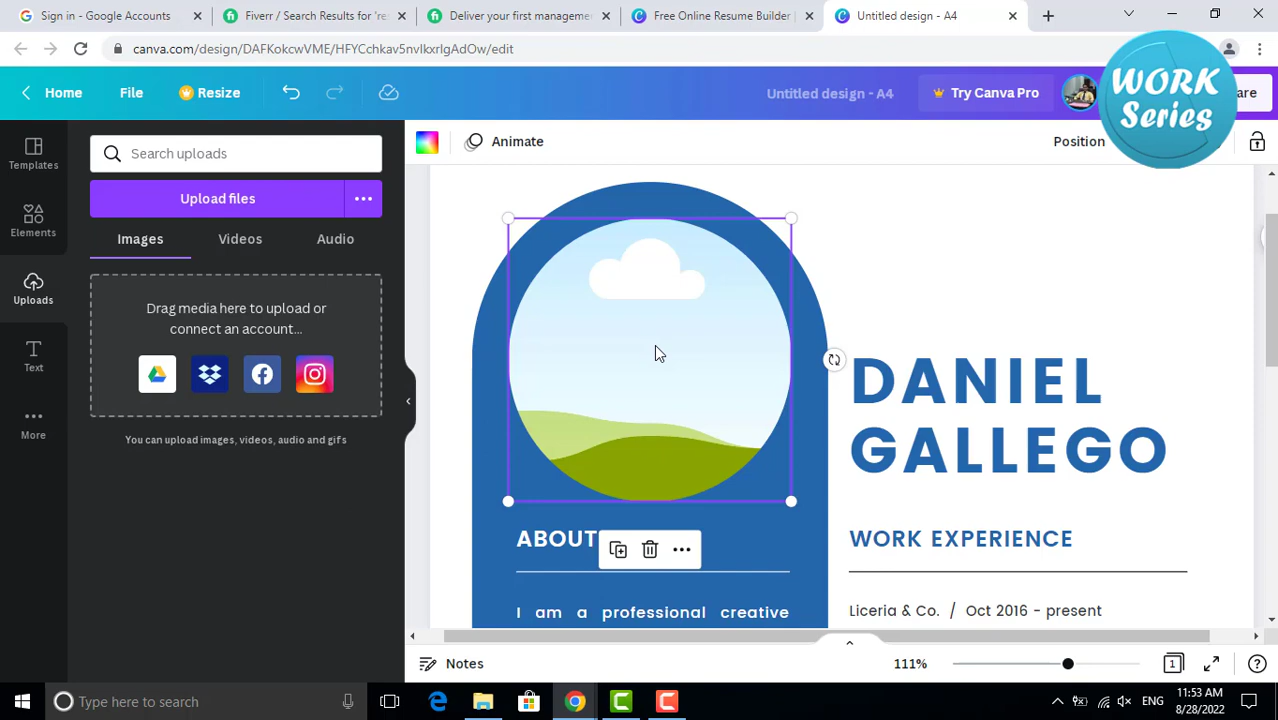 Sign in - Google Accounts
Fiverr / Search Results for 're
Deliver your first manageme
Free Online Resume Builder
Untitled design - A4
canva.com/design/DAFKokcwVME/HFYCchkav5nvIkxrIgAdOw/edit
Home
File
Resize
Untitled design - A4
Try Canva Pro
are
WORK
Series
Templates
Elements
Uploads
Text
More
Search uploads
Upload files
Images
Videos
Audio
Drag media here to upload or
connect an account...
You can upload images, videos, audio and gifs
Animate
Position
DANIEL
GALLEGO
ABOUT
I am a professional creative
WORK EXPERIENCE
Liceria & Co. / Oct 2016 - present
Notes
111%
1
Type here to search
ENG
11:53 AM
8/28/2022